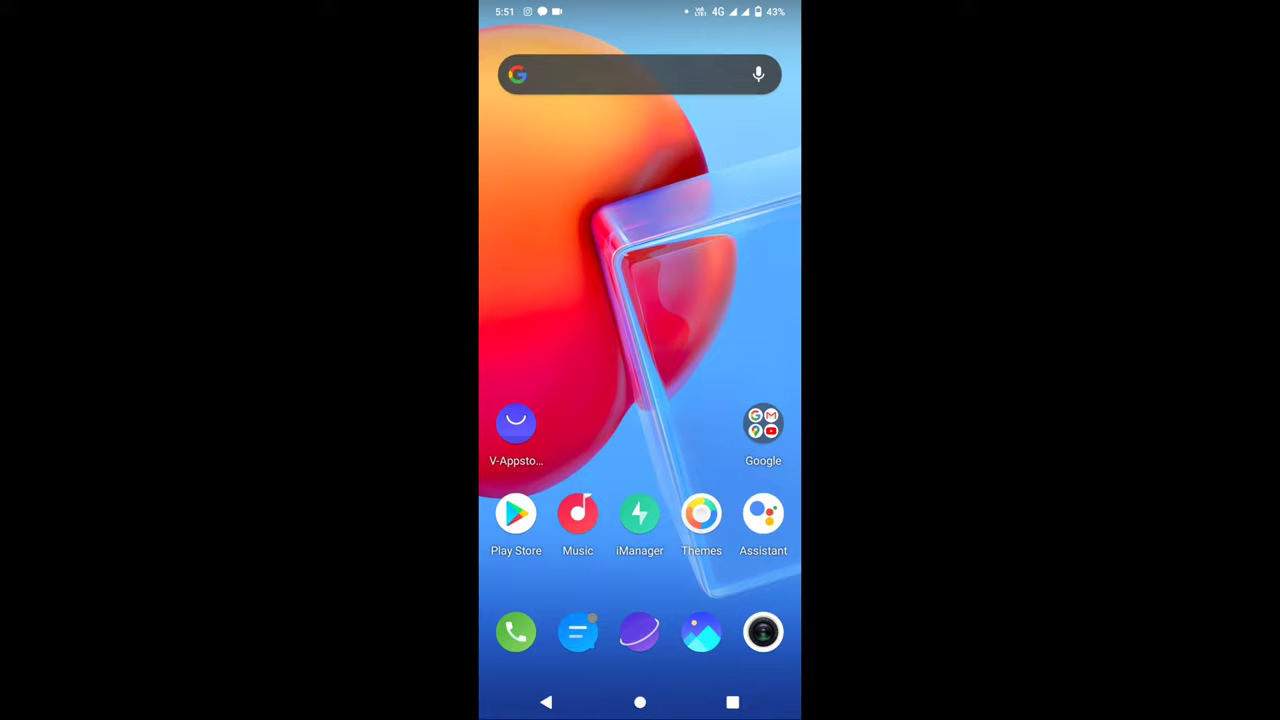 5:51 4G 43%
V-Appsto... Google
Play Store Music iManager Themes Assistant